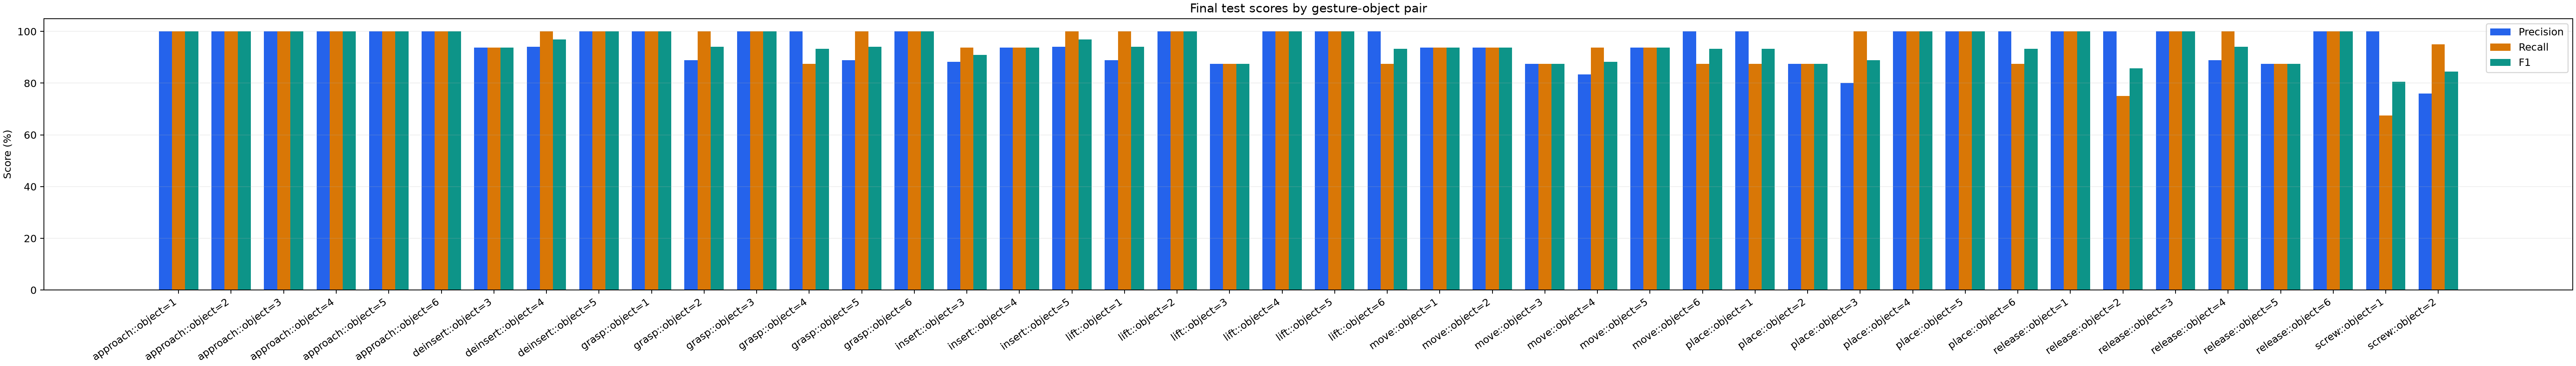 Final test scores by gesture-object pair
Precision
Recall
F1
Score (%)
100
80
60
40
20
0
approach::object=1
approach::object=2
approach::object=3
approach::object=4
approach::object=5
approach::object=6
deinsert::object=3
deinsert::object=4
deinsert::object=5
grasp::object=1
grasp::object=2
grasp::object=3
grasp::object=4
grasp::object=5
grasp::object=6
insert::object=3
insert::object=4
insert::object=5
lift::object=1
lift::object=2
lift::object=3
lift::object=4
lift::object=5
lift::object=6
move::object=1
move::object=2
move::object=3
move::object=4
move::object=5
move::object=6
place::object=1
place::object=2
place::object=3
place::object=4
place::object=5
place::object=6
release::object=1
release::object=2
release::object=3
release::object=4
release::object=5
release::object=6
screw::object=1
screw::object=2